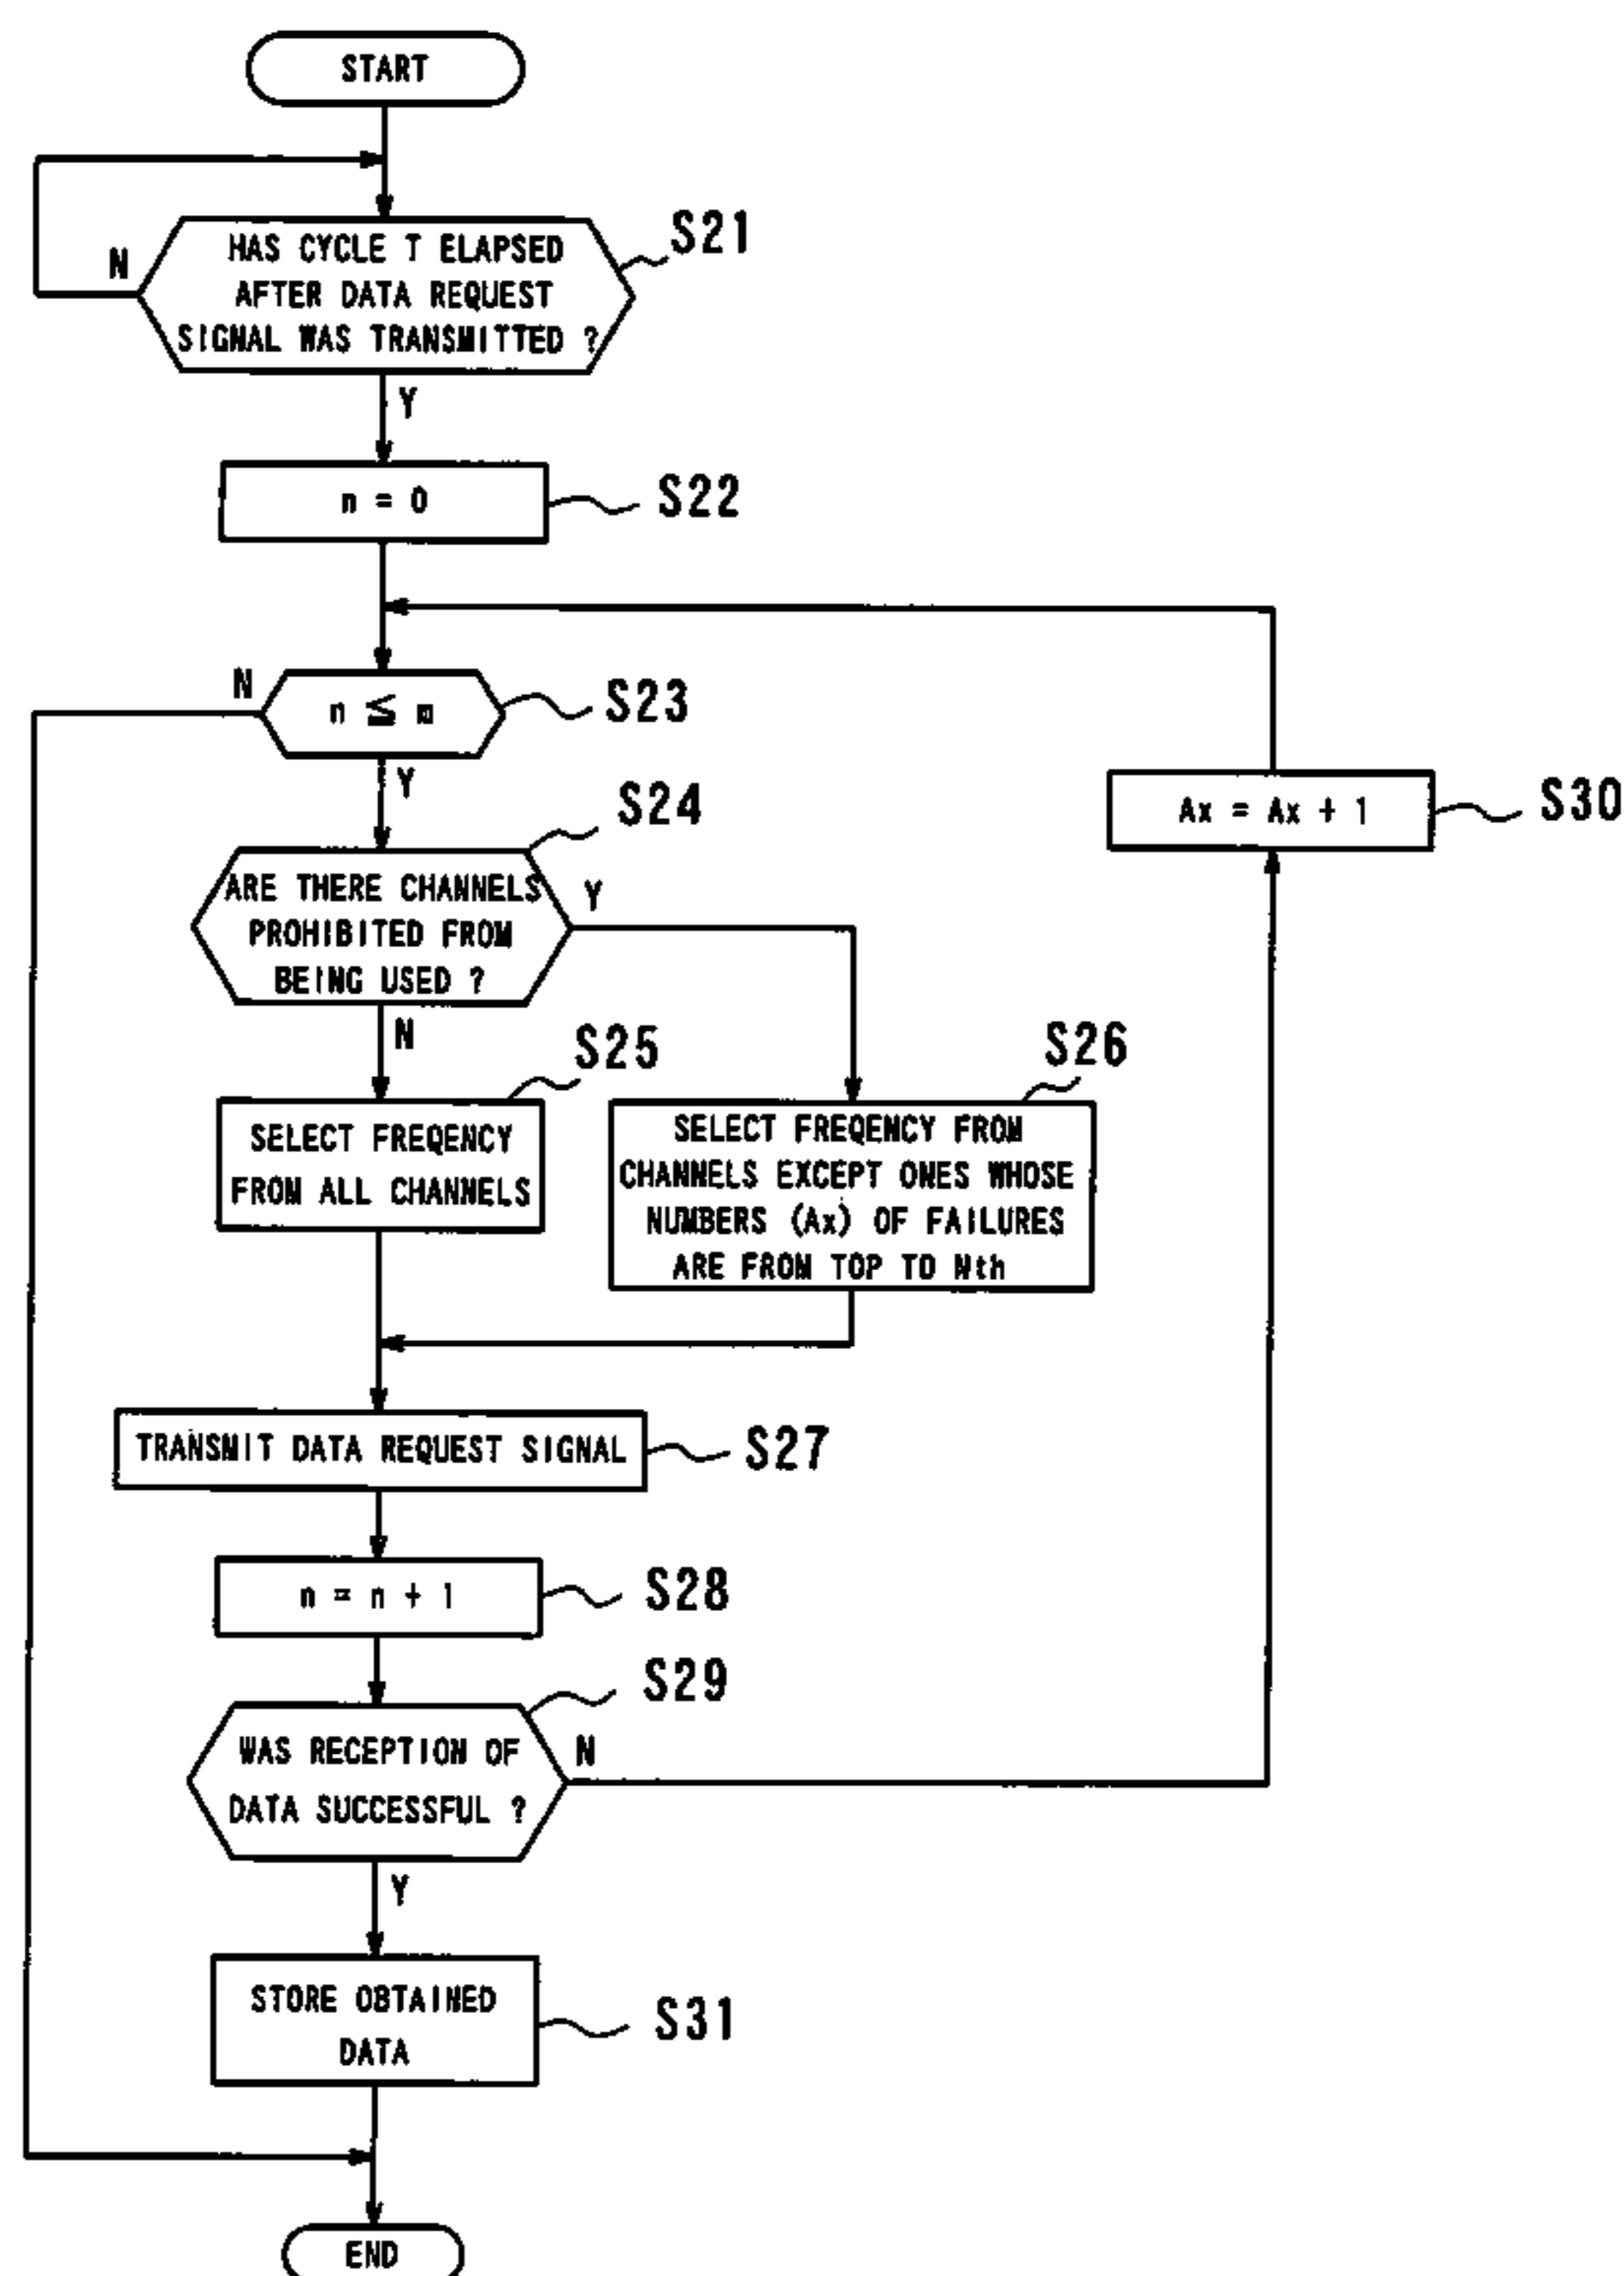 START
HAS CYCLE T ELAPSED
AFTER DATA REQUEST
SIGNAL WAS TRANSMITTED ?
S21
N
Y
n = 0
S22
N
n ≦ m
S23
Y
S24
ARE THERE CHANNELS
PROHIBITED FROM
BEING USED ?
Y
N
Ax = Ax + 1
S30
S25
SELECT FREQENCY
FROM ALL CHANNELS
S26
SELECT FREQENCY FROM
CHANNELS EXCEPT ONES WHOSE
NUMBERS (Ax) OF FAILURES
ARE FROM TOP TO Nth
TRANSMIT DATA REQUEST SIGNAL
S27
n = n + 1
S28
S29
WAS RECEPTION OF
DATA SUCCESSFUL ?
N
Y
STORE OBTAINED
DATA
S31
END